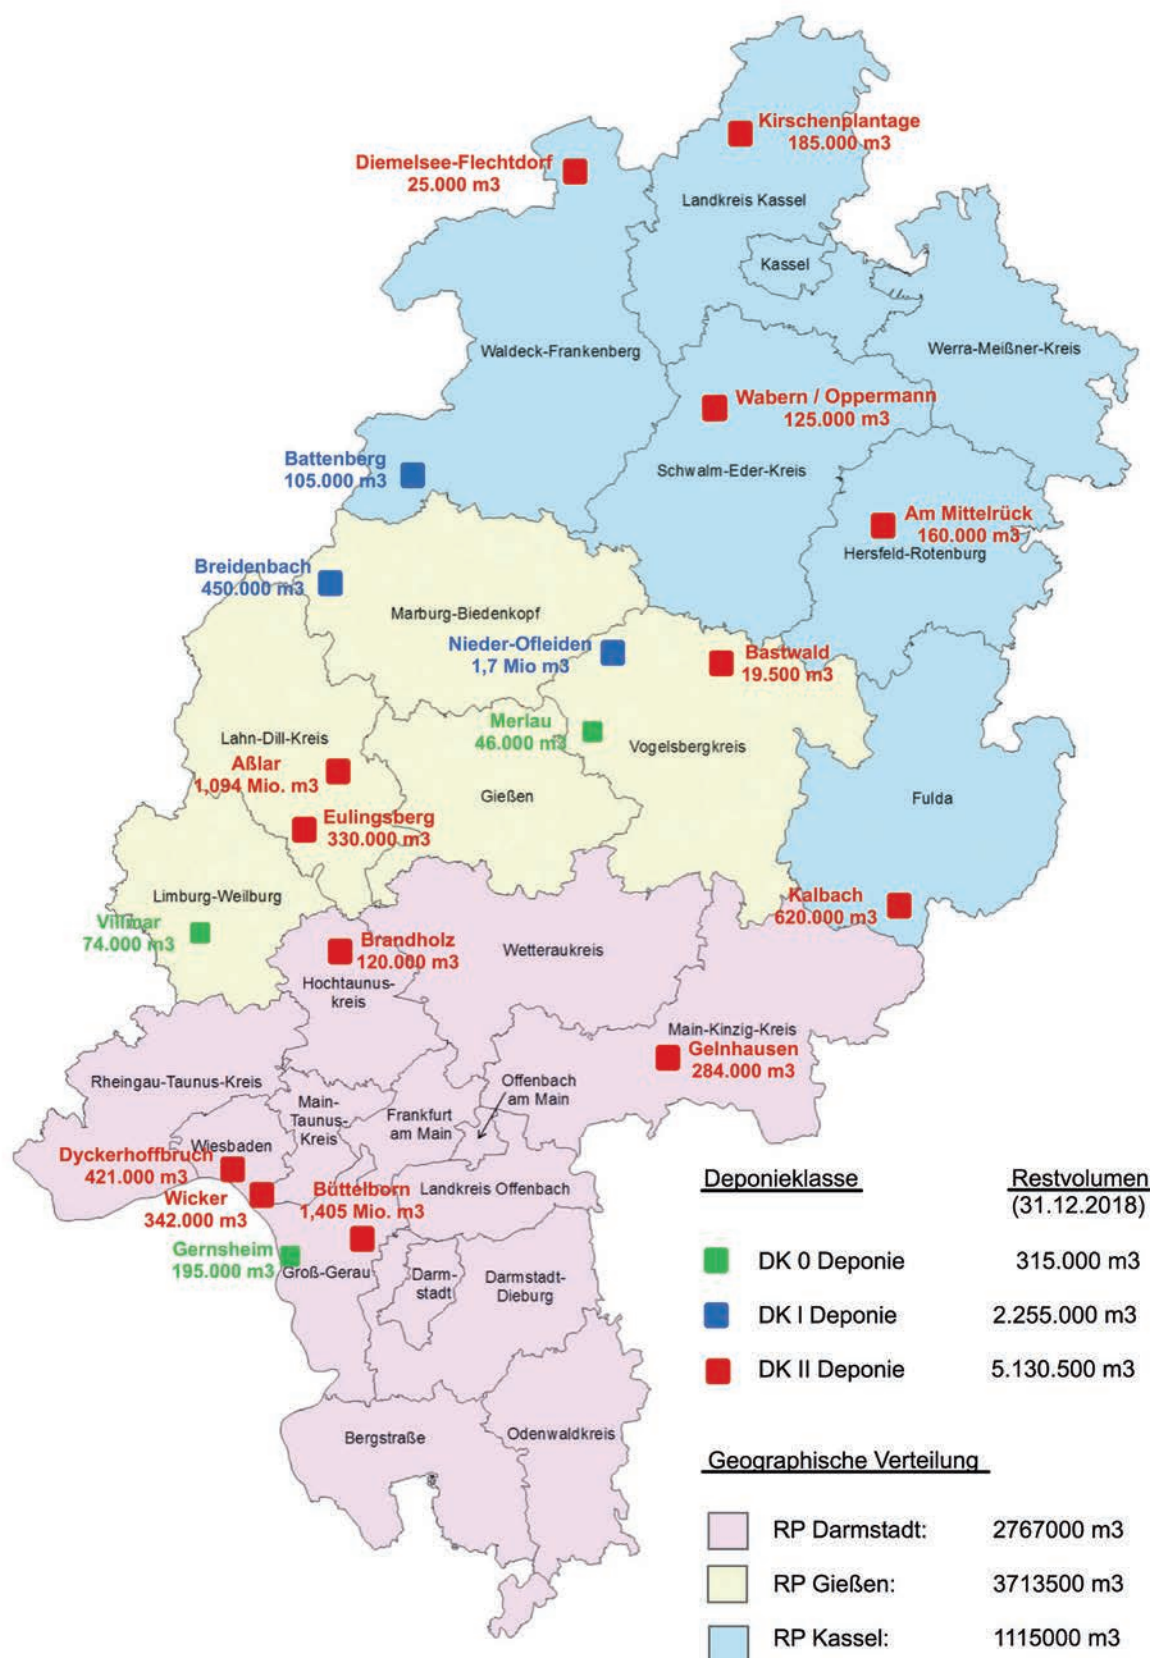 Kirschenplantage
185.000 m3
Diemelsee-Flechtdorf
25.000 m3
Landkreis Kassel
Kassel
Waldeck-Frankenberg
Werra-Meißner-Kreis
Wabern / Oppermann
125.000 m3
Battenberg
105.000 m3
Schwalm-Eder-Kreis
Am Mittelrück
160.000 m3
Hersfeld-Rotenburg
Breidenbach
450.000 m3
Marburg-Biedenkopf
Nieder-Ofleiden
1,7 Mio m3
Bastwald
19.500 m3
Merlau
46.000 m3
Vogelsbergkreis
Lahn-Dill-Kreis
Aßlar
1,094 Mio. m3
Gießen
Fulda
Eulingsberg
330.000 m3
Limburg-Weilburg
Kalbach
620.000 m3
Villmar
74.000 m3
Brandholz
120.000 m3
Wetteraukreis
Hochtaunus-
kreis
Main-Kinzig-Kreis
Gelnhausen
284.000 m3
Rheingau-Taunus-Kreis
Offenbach
am Main
Main-
Taunus-
Kreis
Frankfurt
am Main
Wiesbaden
Dyckerhoffbruch
421.000 m3
Wicker
342.000 m3
Büttelborn
1,405 Mio. m3
Landkreis Offenbach
Gernsheim
195.000 m3
Groß-Gerau
Darm-
stadt
Darmstadt-
Dieburg
Bergstraße
Odenwaldkreis
Deponieklasse
Restvolumen
(31.12.2018)
DK 0 Deponie 315.000 m3
DK I Deponie 2.255.000 m3
DK II Deponie 5.130.500 m3
Geographische Verteilung
RP Darmstadt: 2767000 m3
RP Gießen: 3713500 m3
RP Kassel: 1115000 m3